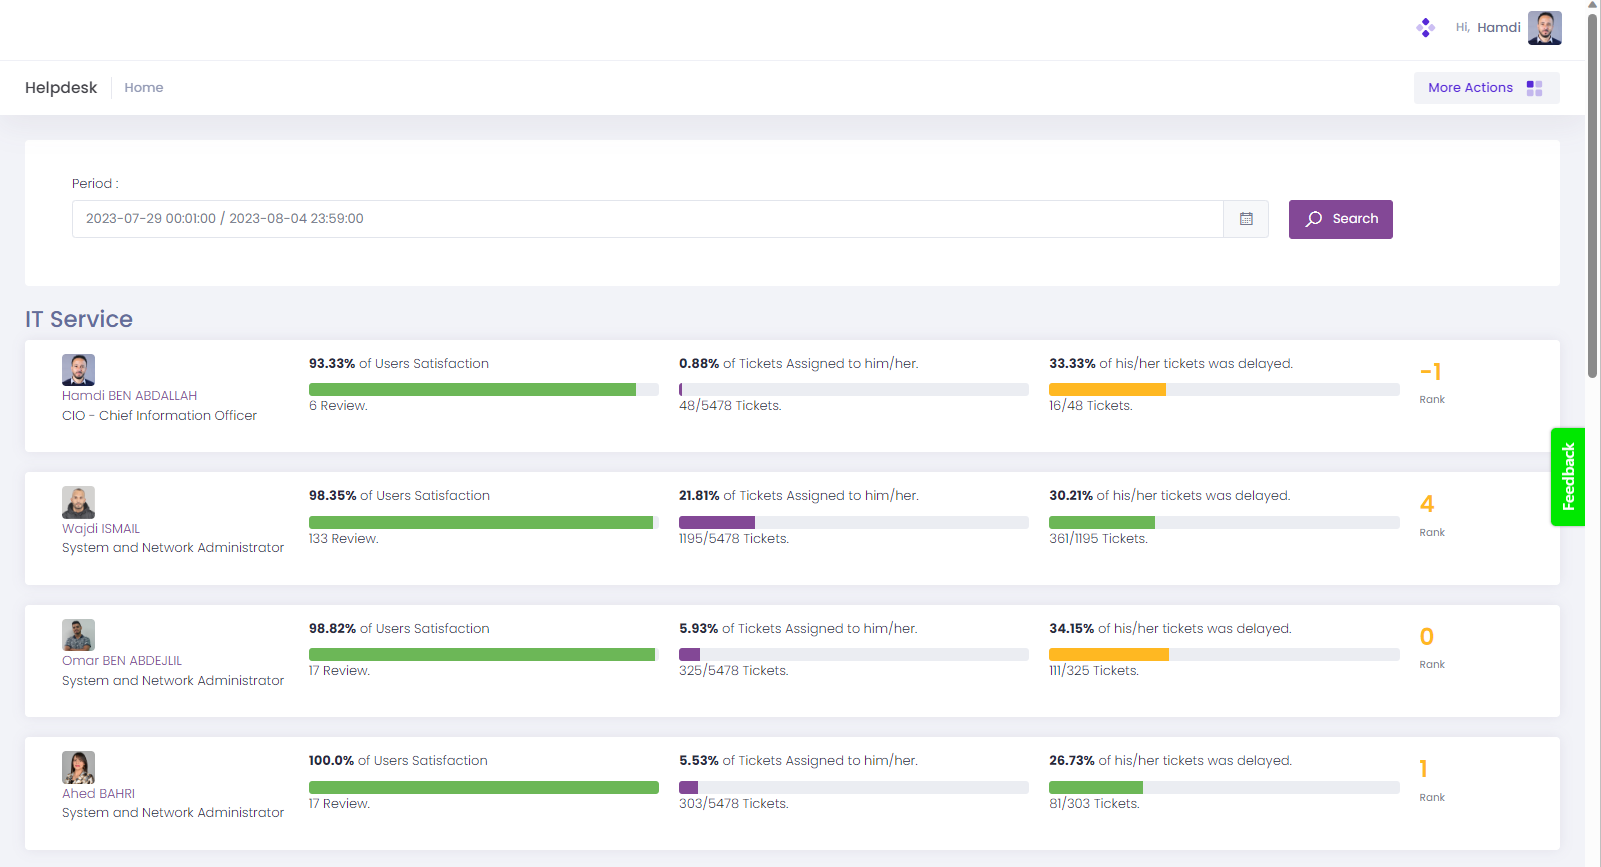 Hi, Hamdi
Helpdesk Home
More Actions
Period :
2023-07-29 00:01:00 / 2023-08-04 23:59:00
Search
IT Service
Hamdi BEN ABDALLAH
CIO - Chief Information Officer
93.33% of Users Satisfaction
6 Review.
0.88% of Tickets Assigned to him/her.
48/5478 Tickets.
33.33% of his/her tickets was delayed.
16/48 Tickets.
-1
Rank
Wajdi ISMAIL
System and Network Administrator
98.35% of Users Satisfaction
133 Review.
21.81% of Tickets Assigned to him/her.
1195/5478 Tickets.
30.21% of his/her tickets was delayed.
361/1195 Tickets.
4
Rank
Feedback
Omar BEN ABDEJLIL
System and Network Administrator
98.82% of Users Satisfaction
17 Review.
5.93% of Tickets Assigned to him/her.
325/5478 Tickets.
34.15% of his/her tickets was delayed.
111/325 Tickets.
0
Rank
Ahed BAHRI
System and Network Administrator
100.0% of Users Satisfaction
17 Review.
5.53% of Tickets Assigned to him/her.
303/5478 Tickets.
26.73% of his/her tickets was delayed.
81/303 Tickets.
1
Rank